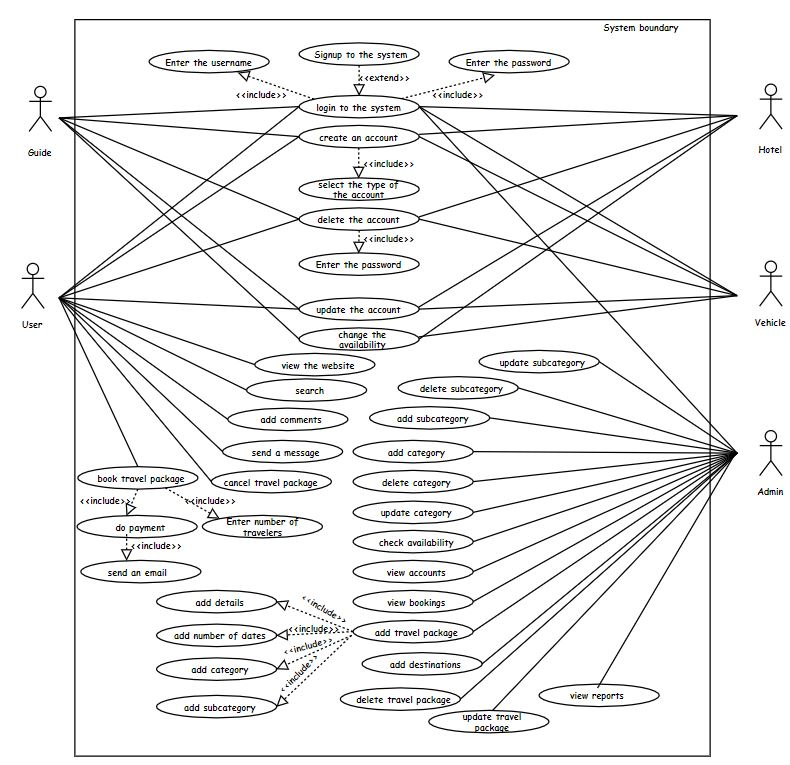 System boundary
Signup to the system
Enter the username
Enter the password
<<extend>>
<<include>>
<<include>>
login to the system
create an account
Guide
Hotel
<<include>>
select the type of
the account
delete the account
<<include>>
Enter the password
User
Vehicle
update the account
change the
availability
view the website
update subcategory
search
delete subcategory
add comments
add subcategory
send a message
add category
book travel package
cancel travel package
delete category
Admin
<<include>>
<<include>>
update category
do payment
Enter number of
travelers
<<include>>
check availability
send an email
view accounts
add details
<<include>>
view bookings
add number of dates
<<include>>
add travel package
<<include>>
add category
<<include>>
add destinations
add subcategory
delete travel package
view reports
update travel
package